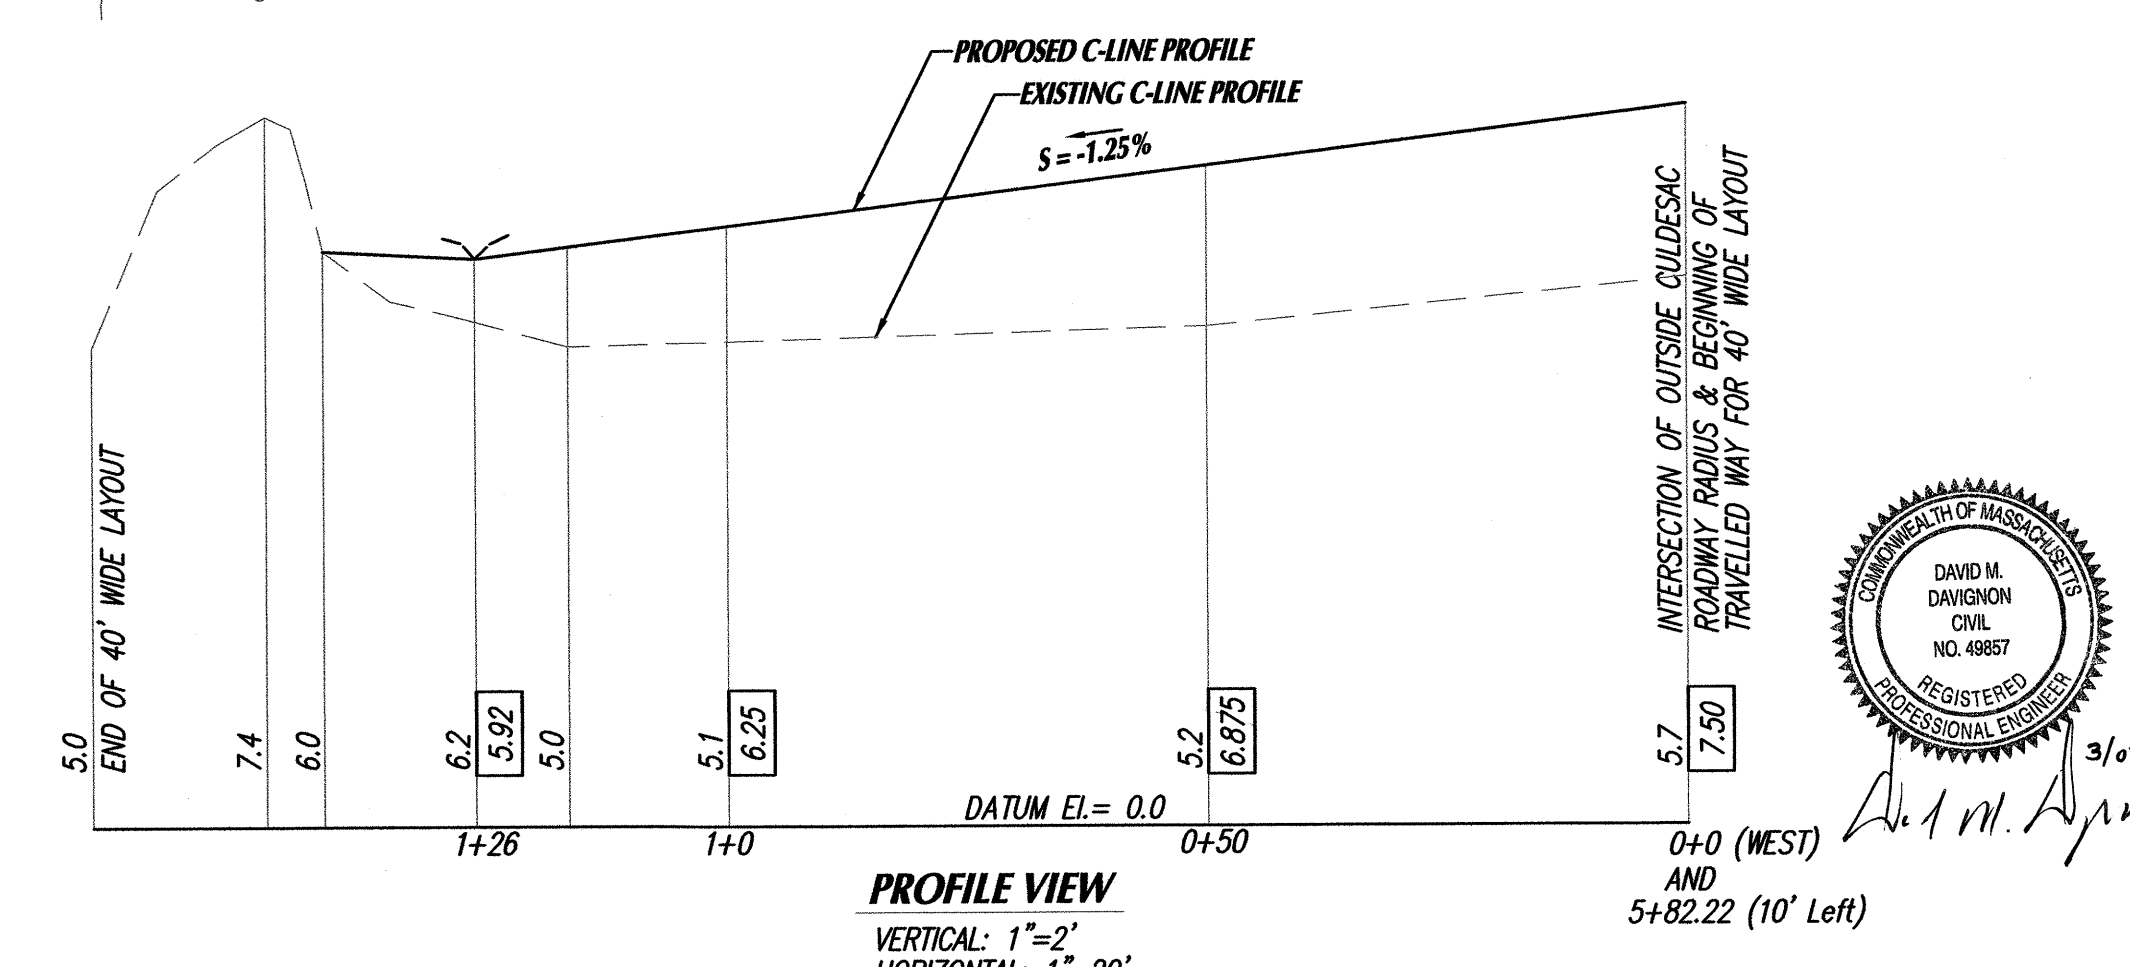 PROPOSED C-LINE PROFILE
EXISTING C-LINE PROFILE
S = -1.25%
END OF 40' WIDE LAYOUT
INTERSECTION OF OUTSIDE CULDESAC
ROADWAY RADIUS & BEGINNING OF
TRAVELLED WAY FOR 40' WIDE LAYOUT
5.0
7.4
6.0
6.2
5.92
5.0
5.1
6.25
5.2
6.875
5.7
7.50
DATUM El.= 0.0
1+26
1+0
0+50
0+0 (WEST)
AND
5+82.22 (10' Left)
PROFILE VIEW
VERTICAL: 1"=2'
COMMONWEALTH OF MASSACHUSETTS
DAVID M.
DAVIGNON
CIVIL
NO. 49857
REGISTERED
PROFESSIONAL ENGINEER